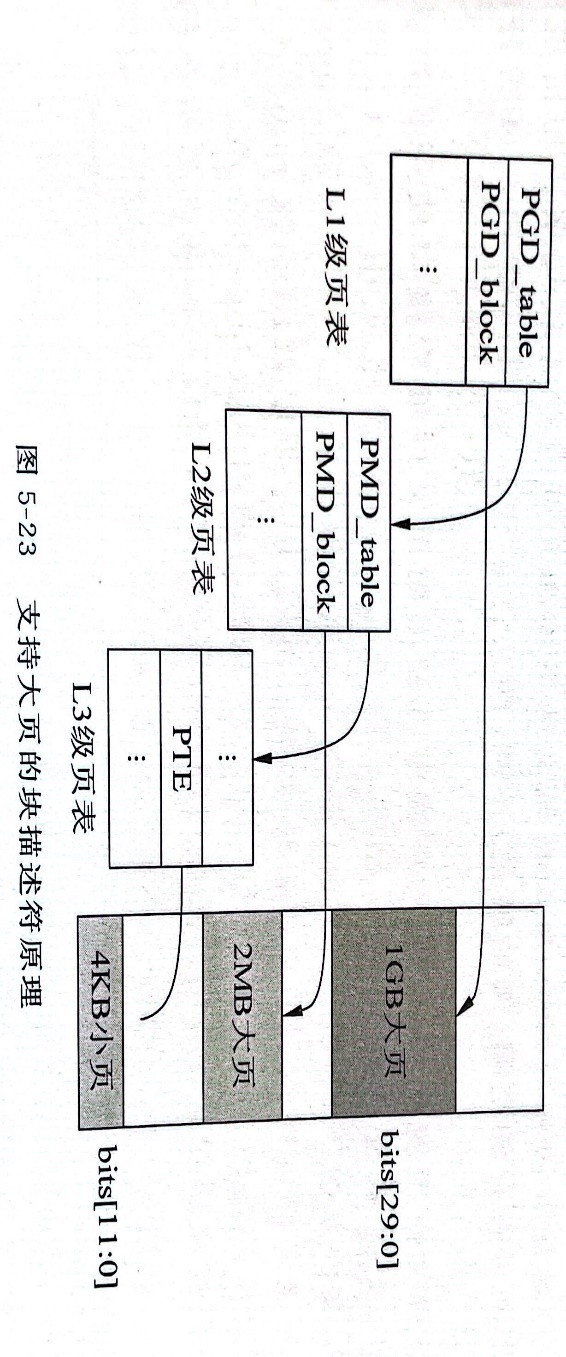 PGD_table
PGD_block
⋮
L1级页表
PMD_table
PMD_block
⋮
L2级页表
⋮
PTE
⋮
L3级页表
1GB大页
bits[29:0]
2MB大页
4KB小页
bits[11:0]
图 5-23 支持大页的块描述符原理